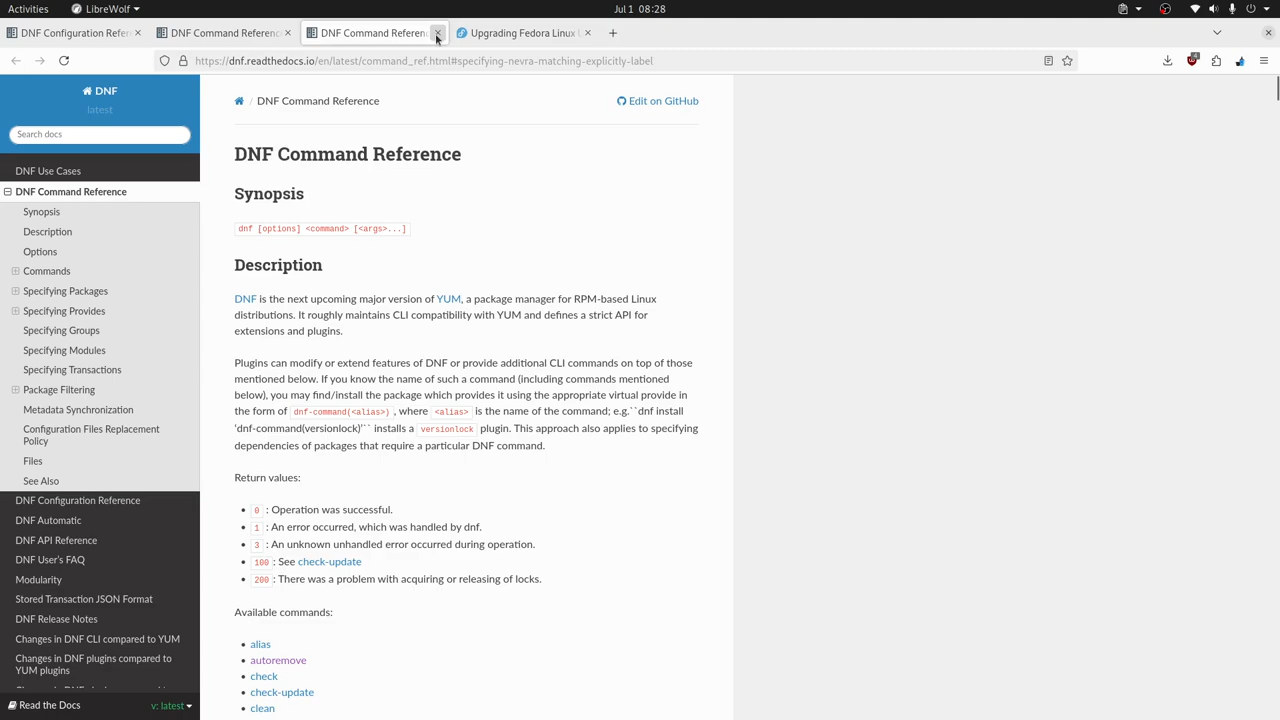 Activities
LibreWolf
Jul 1 08:28
DNF Configuration Refer
DNF Command Reference
DNF Command Referen
Upgrading Fedora Linux U
https://dnf.readthedocs.io/en/latest/command_ref.html#specifying-nevra-matching-explicitly-label
4
DNF
latest
Search docs
DNF Use Cases
DNF Command Reference
Synopsis
Description
Options
Commands
Specifying Packages
Specifying Provides
Specifying Groups
Specifying Modules
Specifying Transactions
Package Filtering
Metadata Synchronization
Configuration Files Replacement
Policy
Files
See Also
DNF Configuration Reference
DNF Automatic
DNF API Reference
DNF User's FAQ
Modularity
Stored Transaction JSON Format
DNF Release Notes
Changes in DNF CLI compared to YUM
Changes in DNF plugins compared to
YUM plugins
Read the Docs
v: latest
/ DNF Command Reference
Edit on GitHub
DNF Command Reference
Synopsis
dnf [options] <command> [<args>...]
Description
DNF is the next upcoming major version of YUM, a package manager for RPM-based Linux
distributions. It roughly maintains CLI compatibility with YUM and defines a strict API for
extensions and plugins.
Plugins can modify or extend features of DNF or provide additional CLI commands on top of those
mentioned below. If you know the name of such a command (including commands mentioned
below), you may find/install the package which provides it using the appropriate virtual provide in
the form of dnf-command(<alias>) , where <alias> is the name of the command; e.g.``dnf install
‘dnf-command(versionlock)’`` installs a versionlock plugin. This approach also applies to specifying
dependencies of packages that require a particular DNF command.
Return values:
• 0 : Operation was successful.
• 1 : An error occurred, which was handled by dnf.
• 3 : An unknown unhandled error occurred during operation.
• 100 : See check-update
• 200 : There was a problem with acquiring or releasing of locks.
Available commands:
• alias
• autoremove
• check
• check-update
• clean